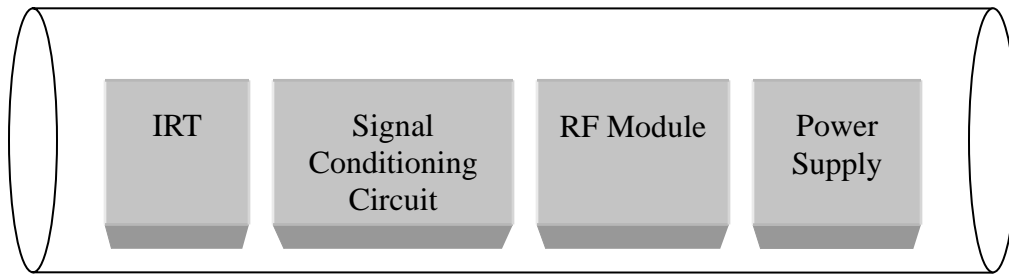 IRT
Signal
Conditioning
Circuit
RF Module
Power
Supply